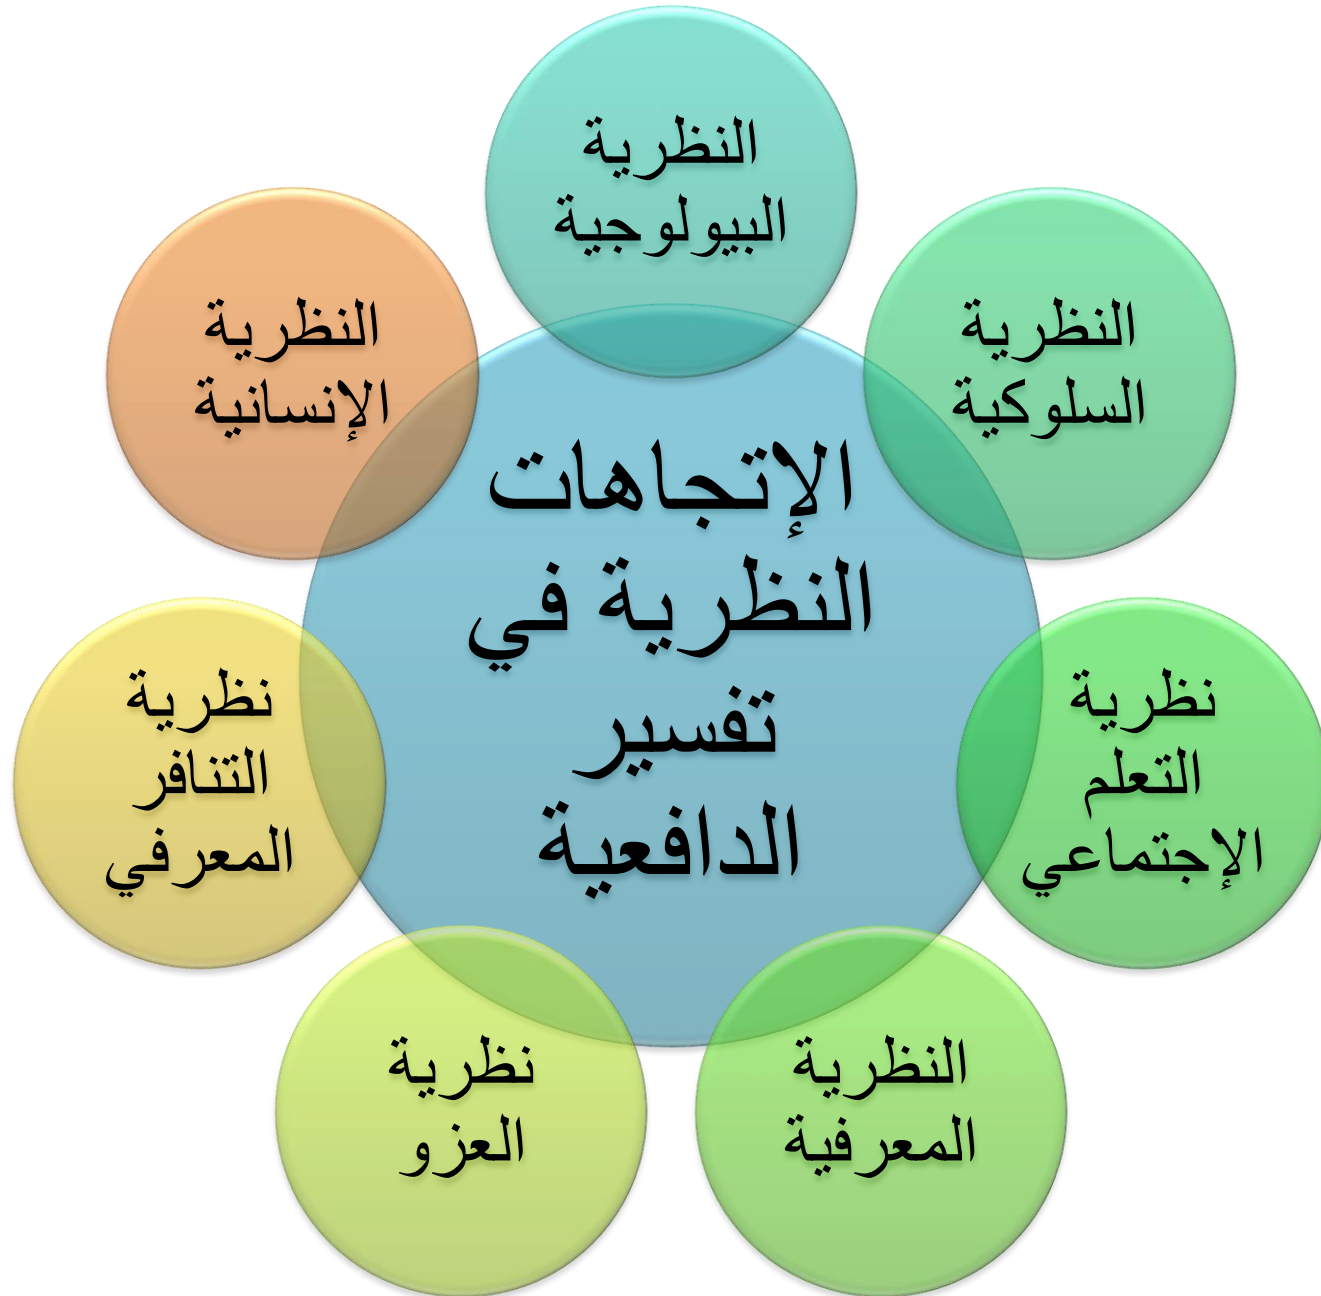 النظرية
البيولوجية
النظرية
السلوكية
نظرية
التعلم
الإجتماعي
النظرية
المعرفية
نظرية
العزو
نظرية
التنافر
المعرفي
النظرية
الإنسانية
الإتجاهات
النظرية في
تفسير
الدافعية